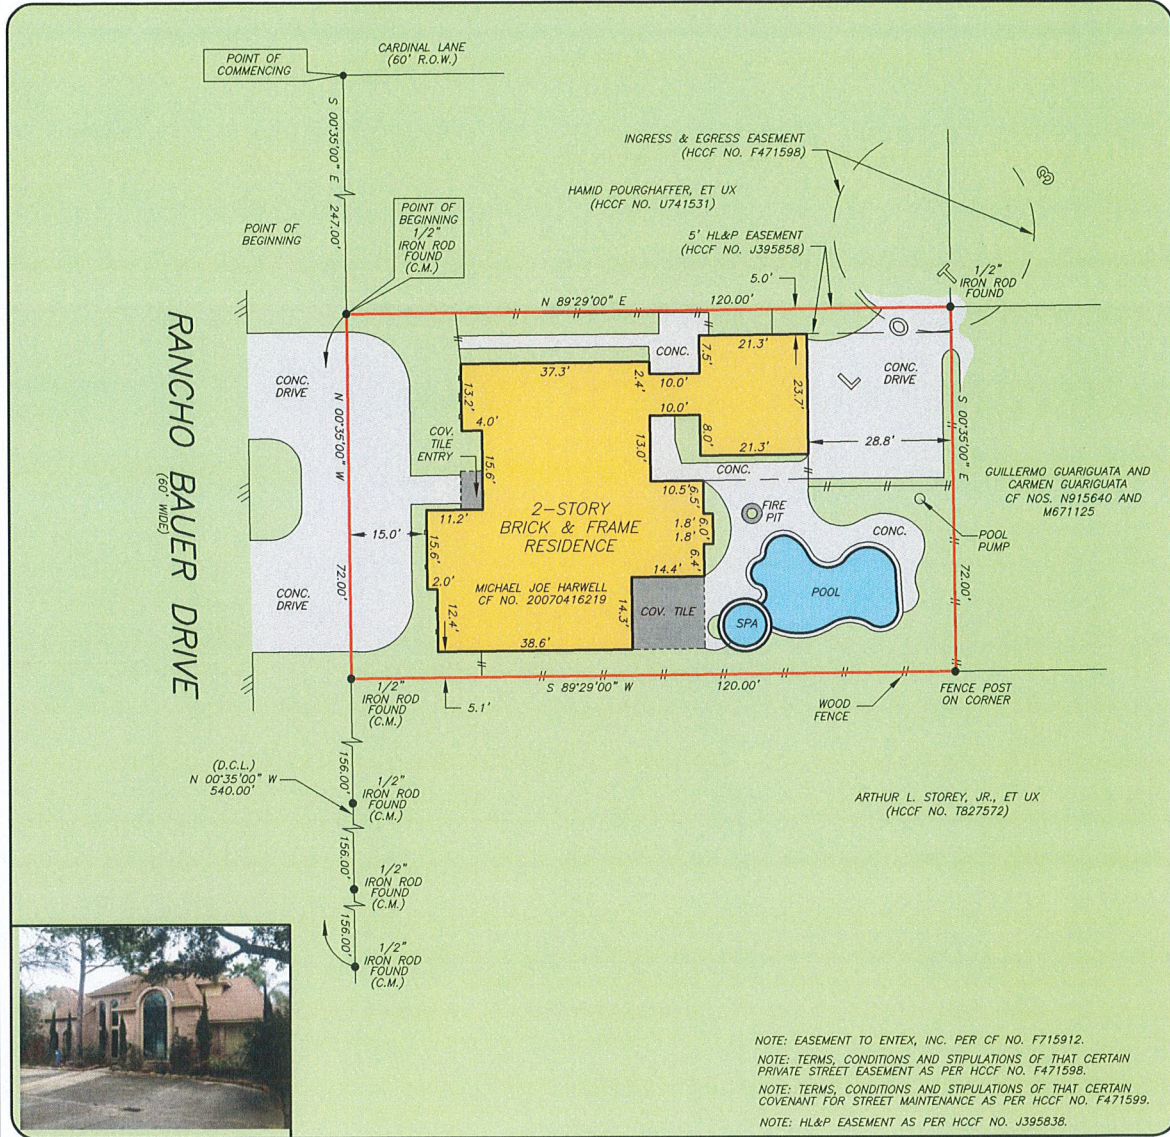 POINT OF
COMMENCING
CARDINAL LANE
(60' R.O.W.)
S 00°35'00" E 247.00'
INGRESS & EGRESS EASEMENT
(HCCF NO. F471598)
HAMID POURGHAFFER, ET UX
(HCCF NO. U741531)
POINT OF
BEGINNING
POINT OF
BEGINNING
1/2"
IRON ROD
FOUND
(C.M.)
5' HL&P EASEMENT
(HCCF NO. J395858)
5.0'
1/2"
IRON ROD
FOUND
N 89°29'00" E 120.00'
RANCHO BAUER DRIVE
(60' WIDE)
CONC.
DRIVE
N 00°35'00" W 72.00'
CONC.
DRIVE
15.0'
COV.
TILE
ENTRY
37.3'
2.4'
10.0'
10.0'
7.5'
21.3'
23.7'
8.0'
21.3'
13.0'
13.2'
4.0'
15.6'
11.2'
15.6'
2.0'
12.4'
38.6'
14.3'
14.4'
10.5'
6.5'
1.8'
6.0'
1.8'
6.4'
CONC.
CONC.
CONC.
DRIVE
28.8'
S 00°35'00" E 72.00'
2-STORY
BRICK & FRAME
RESIDENCE
MICHAEL JOE HARWELL
CF NO. 20070416219
COV. TILE
FIRE
PIT
POOL
SPA
CONC.
POOL
PUMP
GUILLERMO GUARIGUATA AND
CARMEN GUARIGUATA
CF NOS. N915640 AND
M671125
S 89°29'00" W 120.00'
5.1'
WOOD
FENCE
FENCE POST
ON CORNER
1/2"
IRON ROD
FOUND
(C.M.)
156.00'
(D.C.L.)
N 00°35'00" W
540.00'
1/2"
IRON ROD
FOUND
(C.M.)
156.00'
1/2"
IRON ROD
FOUND
(C.M.)
156.00'
1/2"
IRON ROD
FOUND
(C.M.)
ARTHUR L. STOREY, JR., ET UX
(HCCF NO. T827572)
L O T 3
NOTE: EASEMENT TO ENTEX, INC. PER CF NO. F715912.
NOTE: TERMS, CONDITIONS AND STIPULATIONS OF THAT CERTAIN
PRIVATE STREET EASEMENT AS PER HCCF NO. F471598.
NOTE: TERMS, CONDITIONS AND STIPULATIONS OF THAT CERTAIN
COVENANT FOR STREET MAINTENANCE AS PER HCCF NO. F471599.
NOTE: HL&P EASEMENT AS PER HCCF NO. J395838.